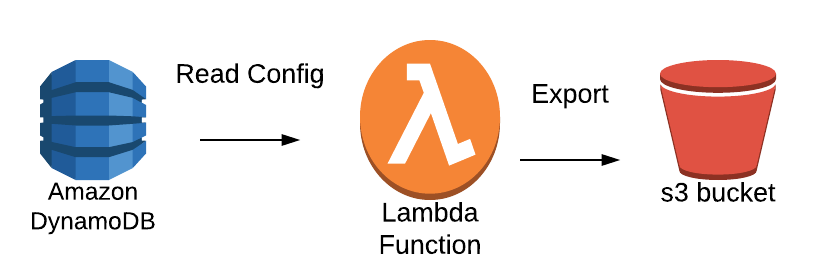 Read Config
Export
Amazon
DynamoDB
Lambda
Function
s3 bucket